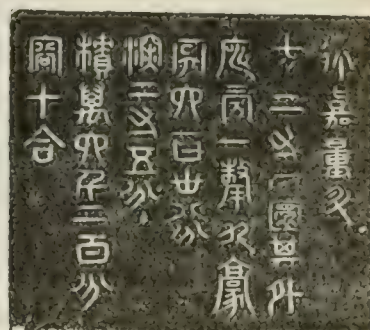 律嘉量升
方二寸而圜其外
庣旁一氂九豪
冥六百卌八分
深二寸五分
積萬六千二百分
容十合